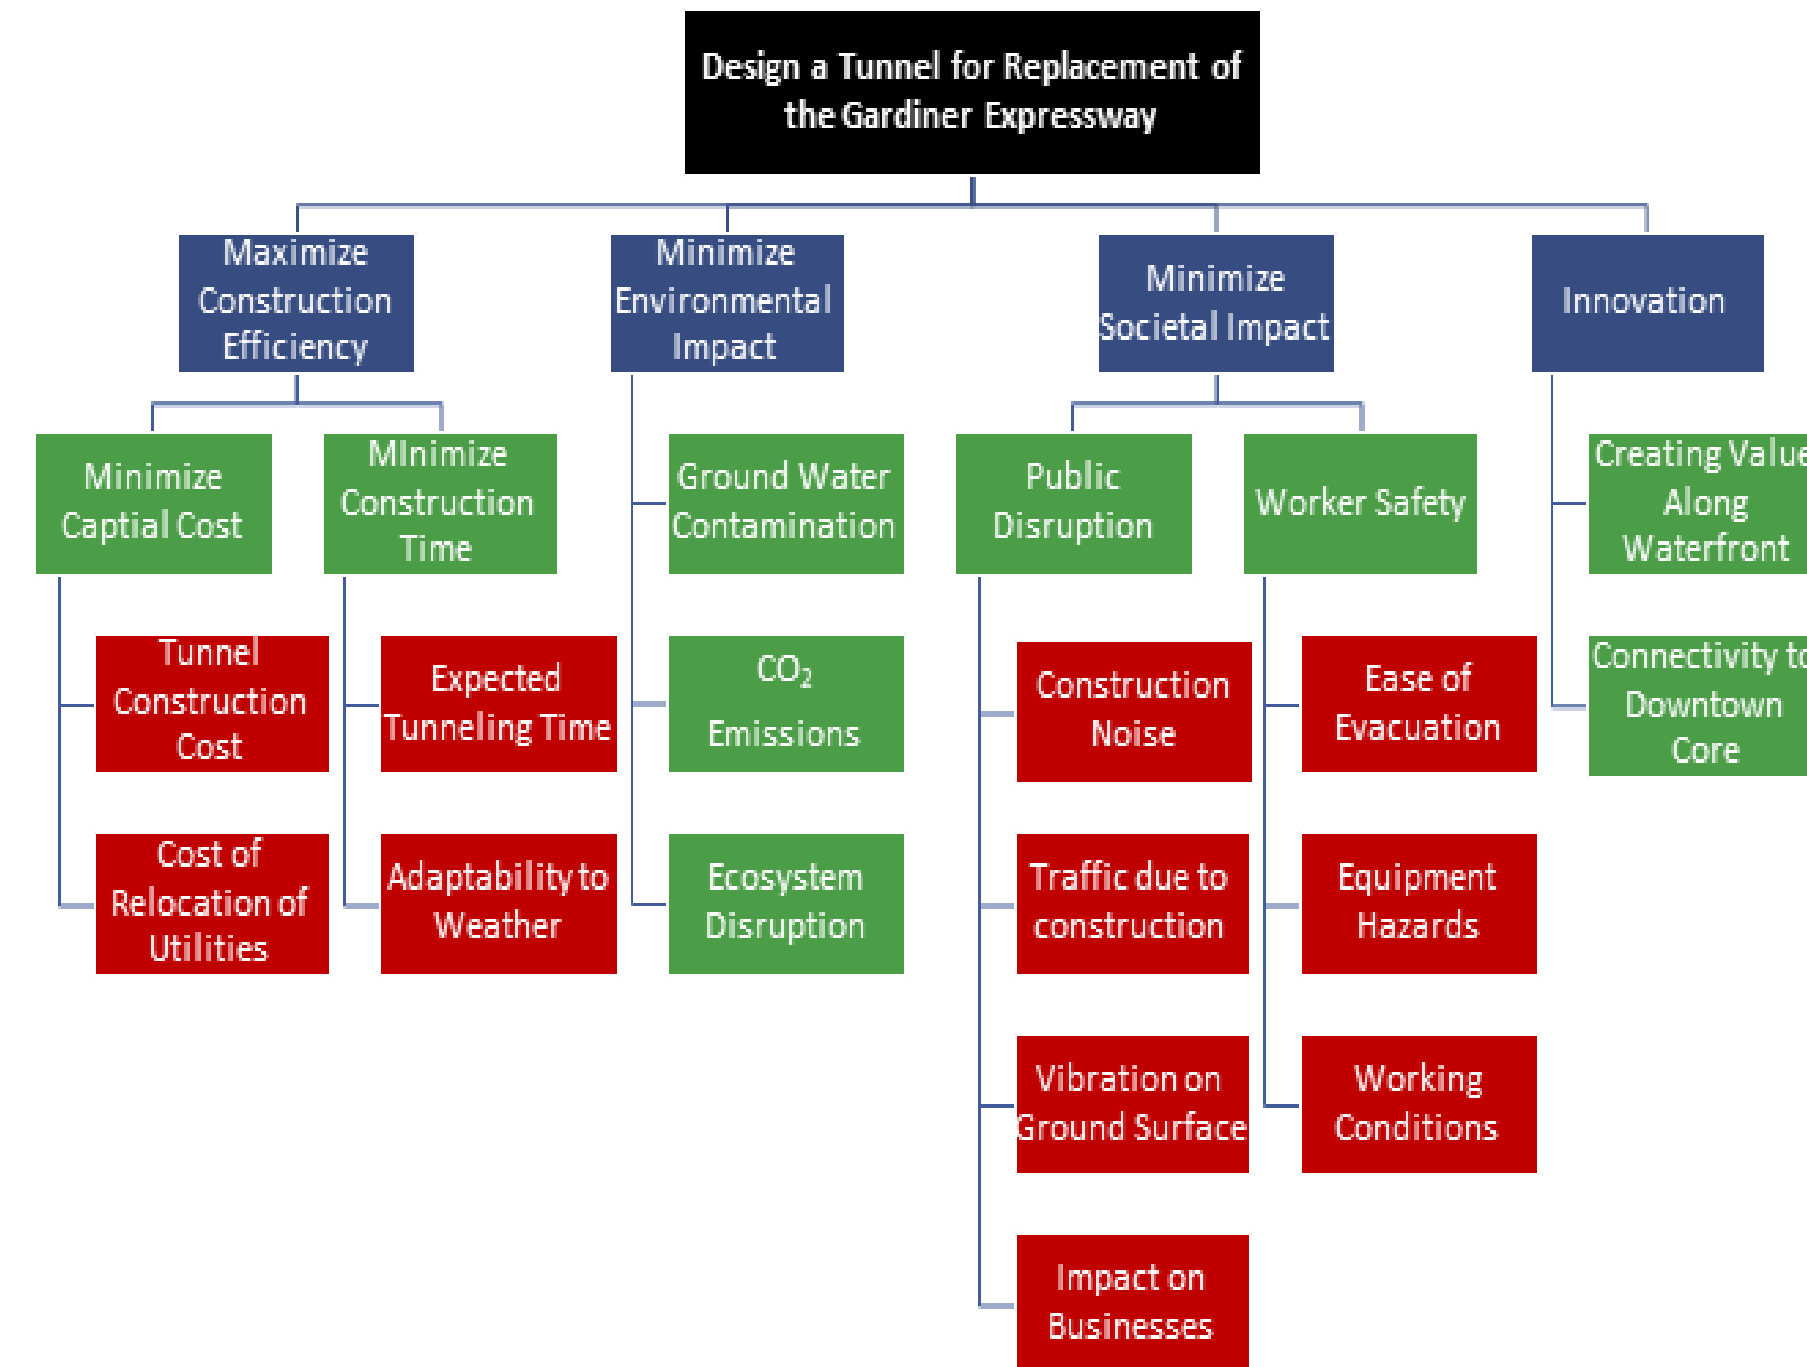 Design a Tunnel for Replacement of
the Gardiner Expressway
Maximize
Construction
Efficiency
Minimize
Environmental
Impact
Minimize
Societal Impact
Innovation
Minimize
Captial Cost
MInimize
Construction
Time
Ground Water
Contamination
Public
Disruption
Worker Safety
Creating Value
Along
Waterfront
Tunnel
Construction
Cost
Expected
Tunneling Time
CO₂
Emissions
Construction
Noise
Ease of
Evacuation
Connectivity to
Downtown
Core
Cost of
Relocation of
Utilities
Adaptability to
Weather
Ecosystem
Disruption
Traffic due to
construction
Equipment
Hazards
Vibration on
Ground Surface
Working
Conditions
Impact on
Businesses